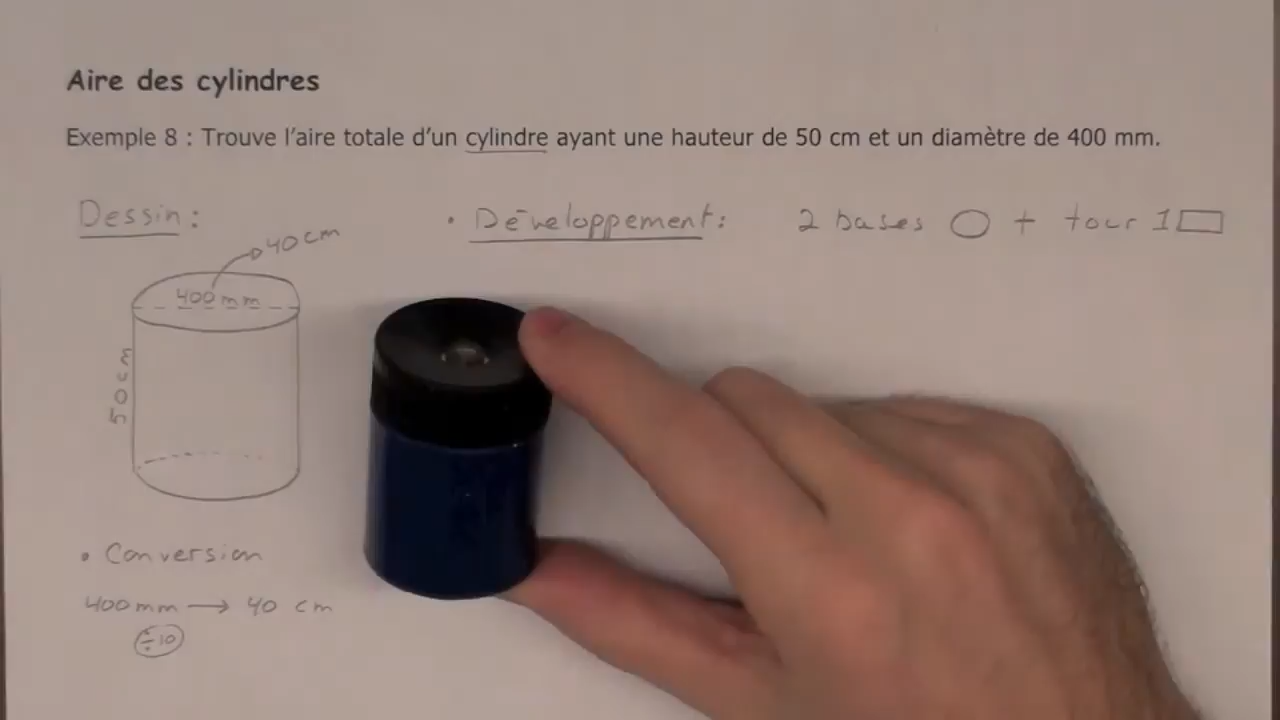 Aire des cylindres
Exemple 8 : Trouve l'aire totale d'un cylindre ayant une hauteur de 50 cm et un diamètre de 400 mm.
Dessin :
• Développement : 2 bases + tour 1
40 cm
400 mm
50 cm
• Conversion
400 mm → 40 cm
÷10